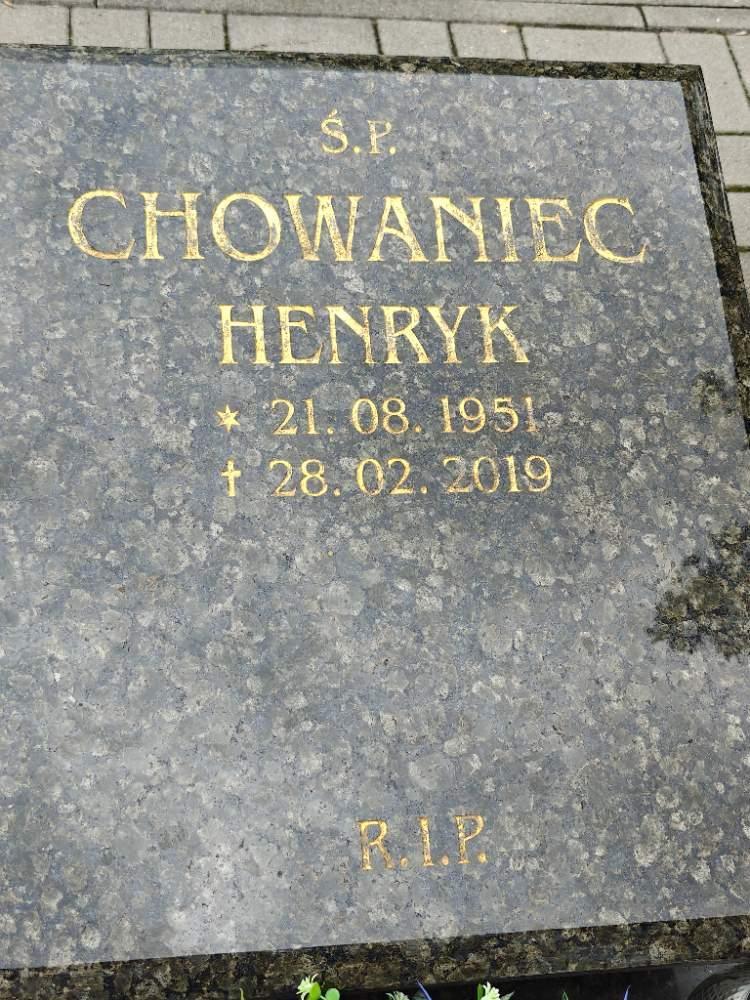 Ś.P.
CHOWANIEC
HENRYK
* 21. 08. 1951
† 28. 02. 2019
R.I.P.